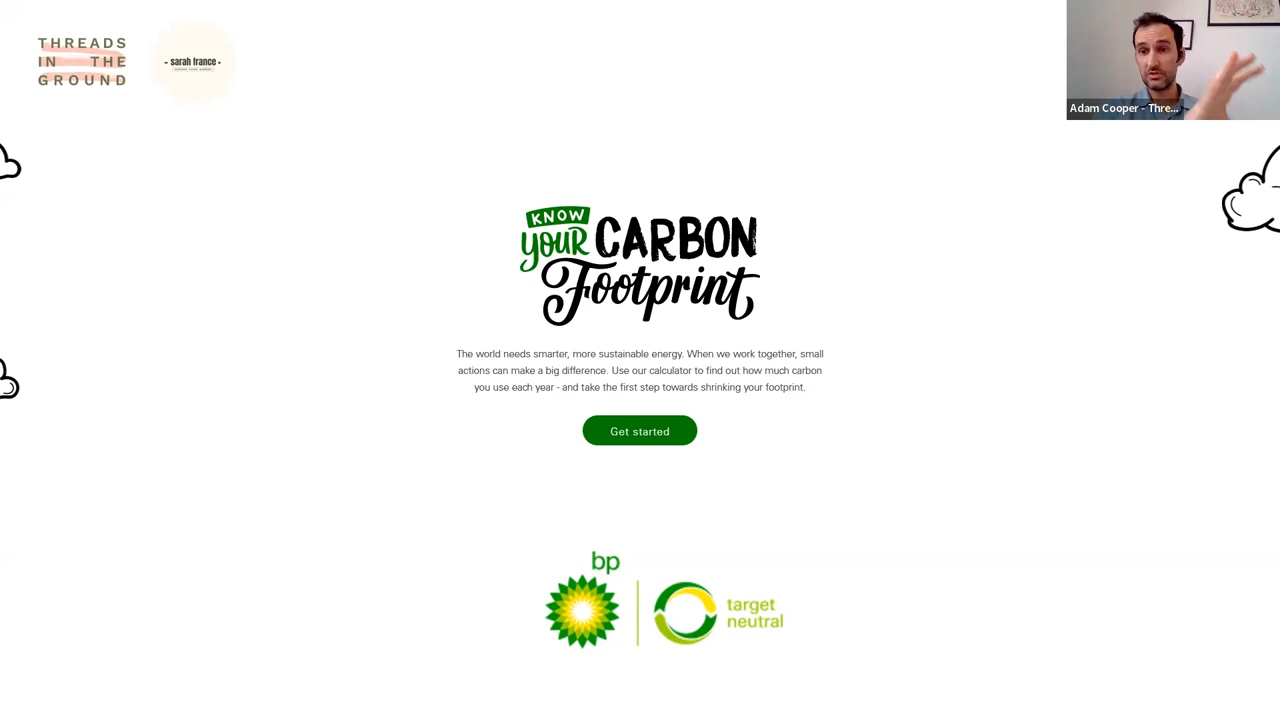 THREADS
IN THE
GROUND
sarah france
Adam Cooper - Thre...
KNOW
your CARBON
Footprint
The world needs smarter, more sustainable energy. When we work together, small
actions can make a big difference. Use our calculator to find out how much carbon
you use each year - and take the first step towards shrinking your footprint.
Get started
bp
target
neutral